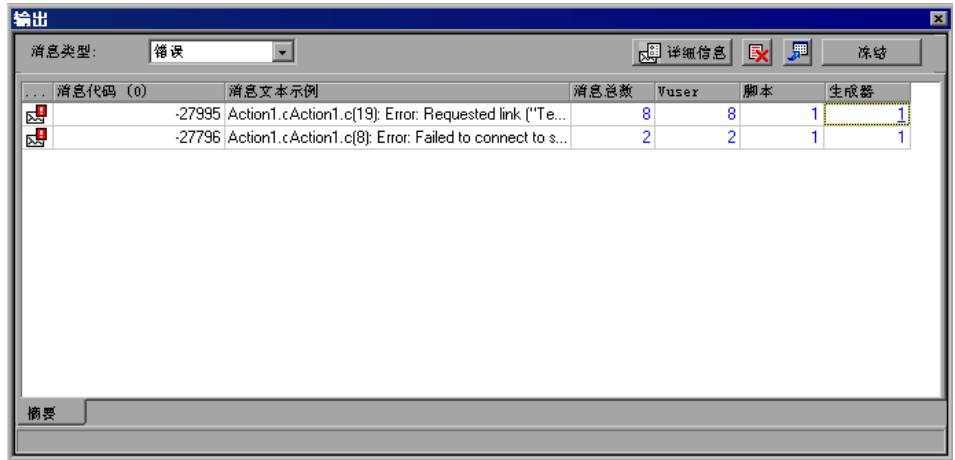 输出
消息类型: 错误 详细信息 冻结
... 消息代码 (0) 消息文本示例 消息总数 Vuser 脚本 生成器
-27995 Action1.cAction1.c(19): Error: Requested link ("Te... 8 8 1 1
-27796 Action1.cAction1.c(8): Error: Failed to connect to s... 2 2 1 1
摘要